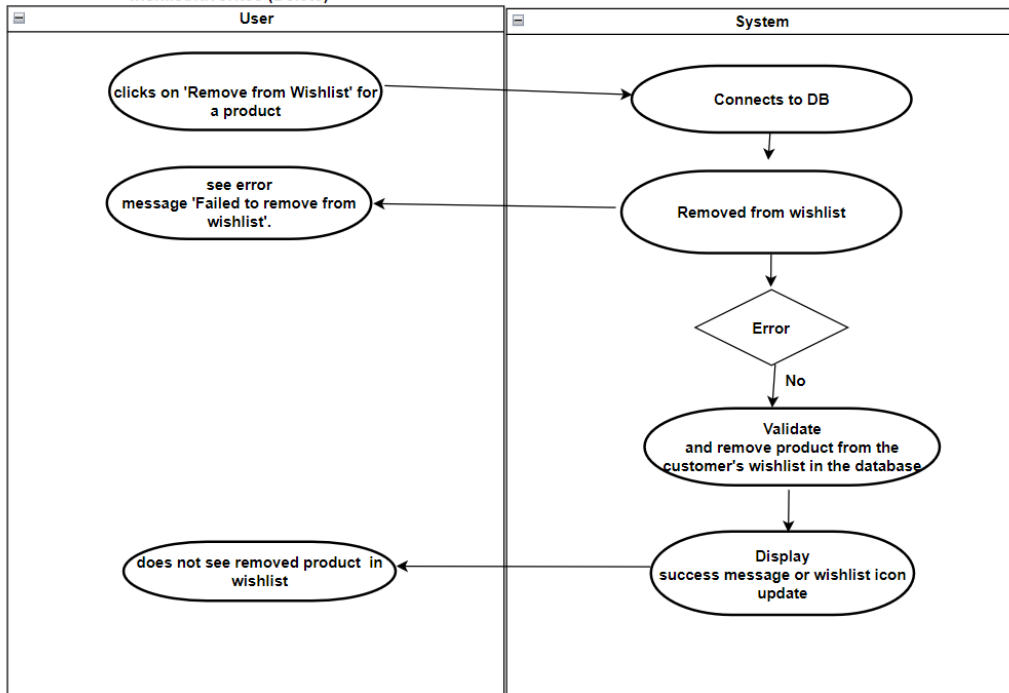 User
System
clicks on 'Remove from Wishlist' for
a product
Connects to DB
see error
message 'Failed to remove from
wishlist'.
Removed from wishlist
Error
No
Validate
and remove product from the
customer's wishlist in the database
does not see removed product in
wishlist
Display
success message or wishlist icon
update